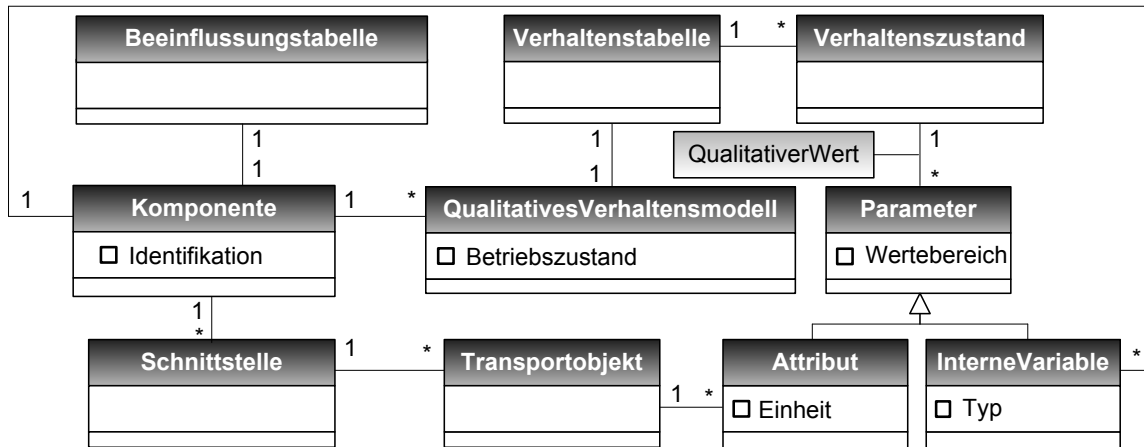 Beeinflussungstabelle
Verhaltenstabelle
1
*
Verhaltenszustand
1
1
1
1
QualitativerWert
1
*
1
Komponente
Identifikation
1
*
QualitativesVerhaltensmodell
Betriebszustand
Parameter
Wertebereich
1
*
Schnittstelle
1
*
Transportobjekt
1
*
Attribut
Einheit
InterneVariable
Typ
*